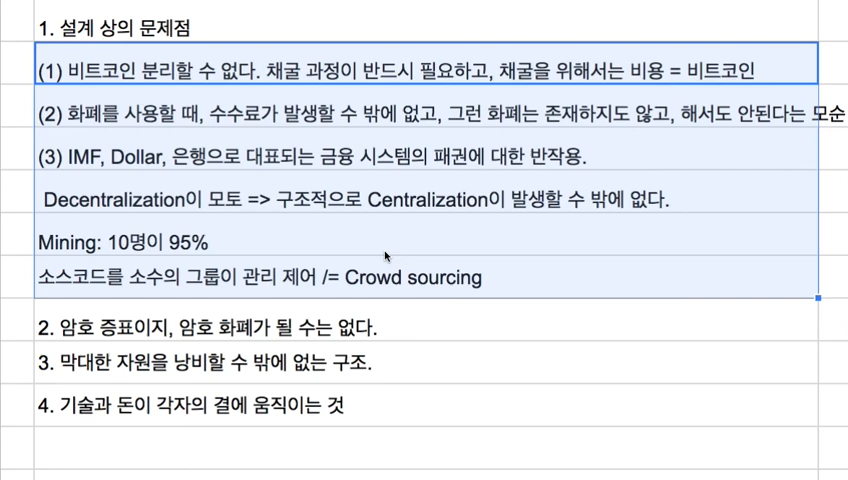 1. 설계 상의 문제점
(1) 비트코인 분리할 수 없다. 채굴 과정이 반드시 필요하고, 채굴을 위해서는 비용 = 비트코인
(2) 화폐를 사용할 때, 수수료가 발생할 수 밖에 없고, 그런 화폐는 존재하지도 않고, 해서도 안된다는 모순
(3) IMF, Dollar, 은행으로 대표되는 금융 시스템의 패권에 대한 반작용.
Decentralization이 모토 => 구조적으로 Centralization이 발생할 수 밖에 없다.
Mining: 10명이 95%
소스코드를 소수의 그룹이 관리 제어 /= Crowd sourcing
2. 암호 증표이지, 암호 화폐가 될 수는 없다.
3. 막대한 자원을 낭비할 수 밖에 없는 구조.
4. 기술과 돈이 각자의 결에 움직이는 것